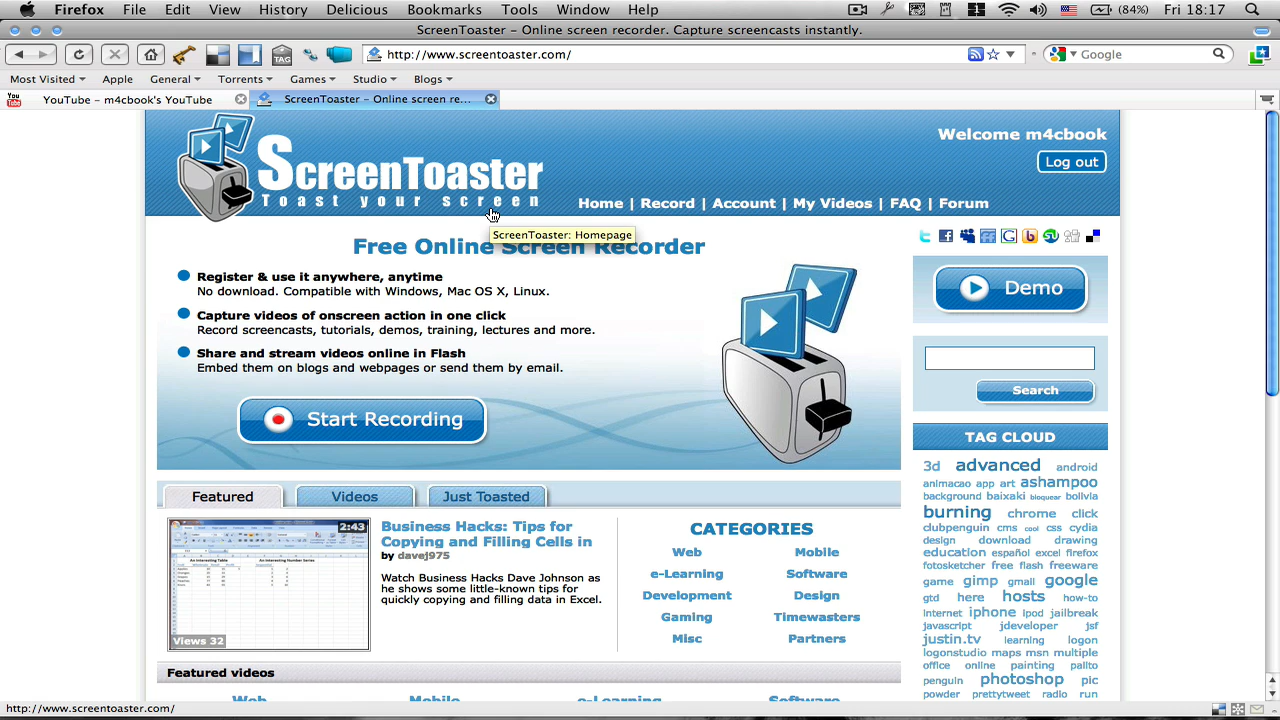 Firefox File Edit View History Delicious Bookmarks Tools Window Help (84%) Fri 18:17
ScreenToaster – Online screen recorder. Capture screencasts instantly.
TAG http://www.screentoaster.com/ Google
Most Visited Apple General Torrents Games Studio Blogs
You Tube YouTube – m4cbook's YouTube ScreenToaster – Online screen re...
ScreenToaster
Toast your screen
Welcome m4cbook
Log out
Home | Record | Account | My Videos | FAQ | Forum
ScreenToaster: Homepage
Free Online Screen Recorder
Register & use it anywhere, anytime
No download. Compatible with Windows, Mac OS X, Linux.
Capture videos of onscreen action in one click
Record screencasts, tutorials, demos, training, lectures and more.
Share and stream videos online in Flash
Embed them on blogs and webpages or send them by email.
Start Recording
Demo
Search
TAG CLOUD
3d advanced android
animacao app art ashampoo
background baixaki bloquear bolivia
burning chrome click
clubpenguin cms cool css cydia
design download drawing
education español excel firefox
fotosketcher free flash freeware
game gimp gmail google
gtd here hosts how-to
internet iphone ipod jailbreak
javascript jdeveloper jsf
justin.tv learning logon
logonstudio maps msn multiple
office online painting palito
penguin photoshop pic
powder prettytweet radio run
Featured Videos Just Toasted
2:43
Views 32
Business Hacks: Tips for
Copying and Filling Cells in
by davej975
Watch Business Hacks Dave Johnson as
he shows some little-known tips for
quickly copying and filling data in Excel.
CATEGORIES
Web Mobile
e-Learning Software
Development Design
Gaming Timewasters
Misc Partners
Featured videos
Web Mobile e-Learning Software
http://www.screentoaster.com/